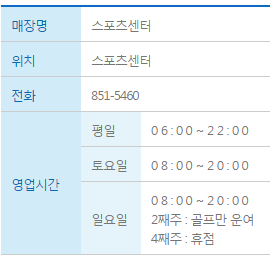 매장명 스포츠센터
위치 스포츠센터
전화 851-5460
영업시간
평일 06:00~22:00
토요일 08:00~20:00
일요일 08:00~20:00
2째주 : 골프만 운여
4째주 : 휴점